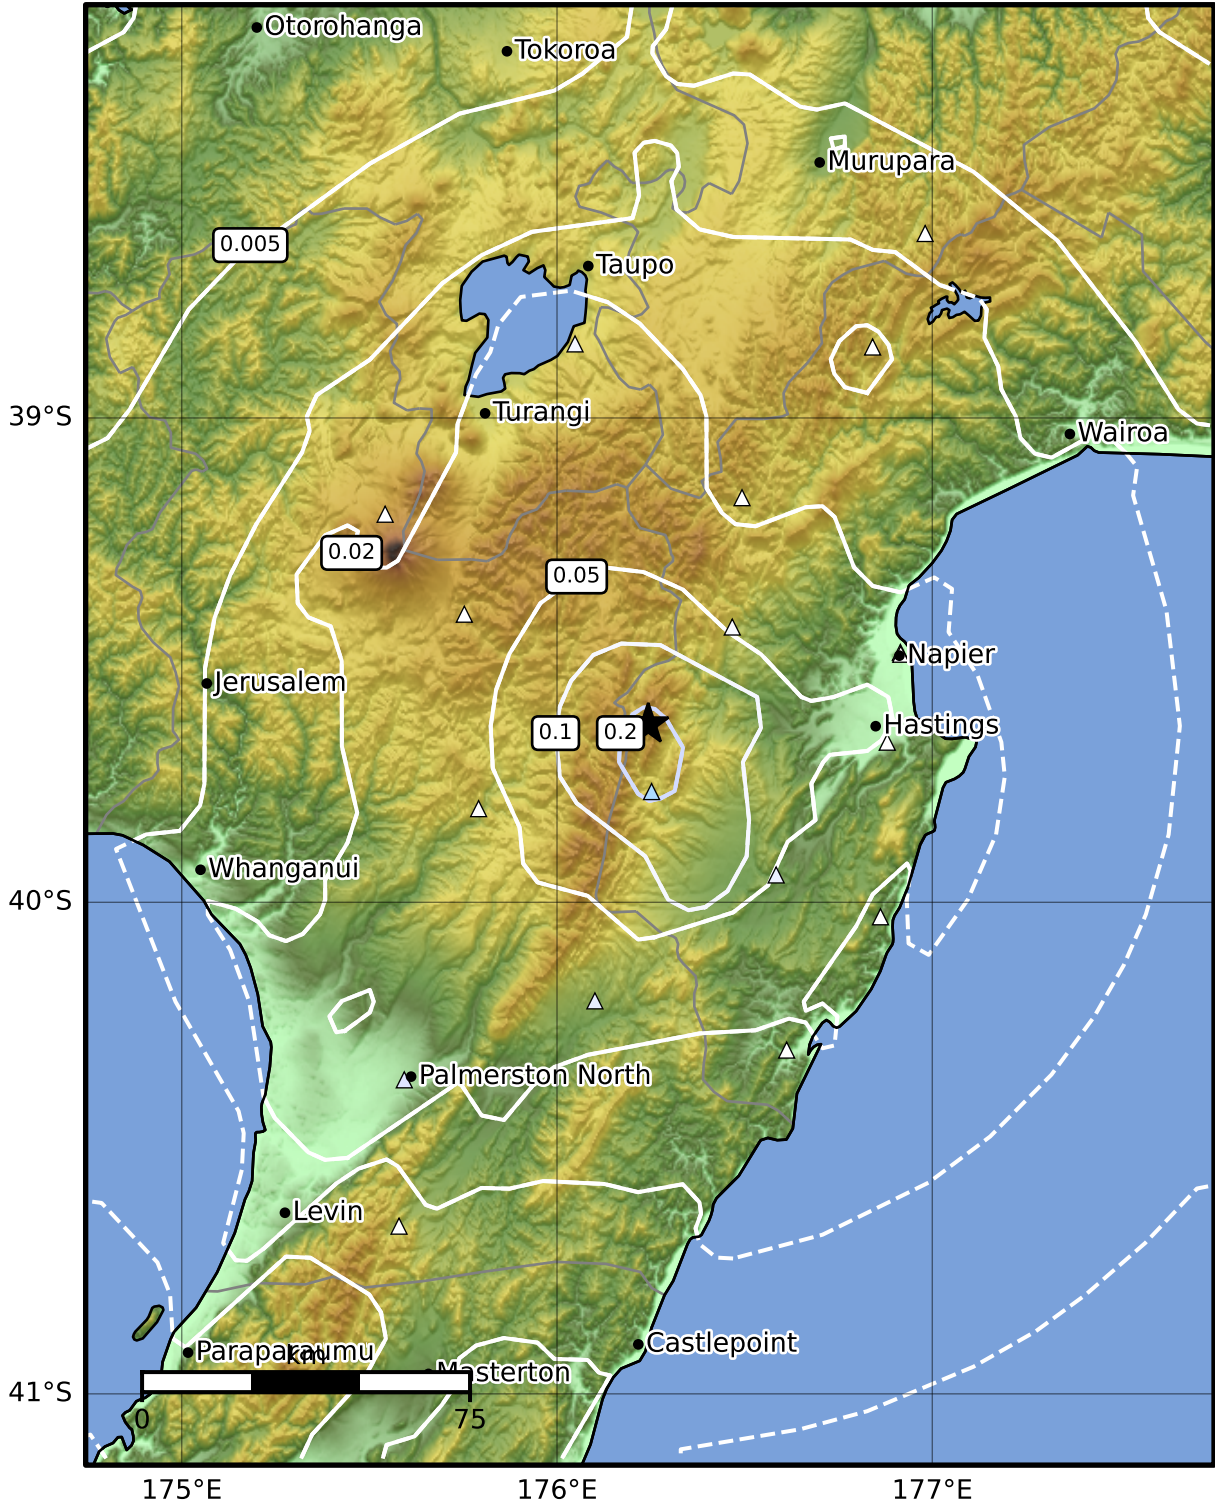 Otorohanga
Tokoroa
Murupara
0.005
Taupo
Turangi
39°S
Wairoa
0.02
0.05
Napier
Jerusalem
Hastings
0.1
0.2
Whanganui
40°S
Palmerston North
Levin
Castlepoint
Paraparaumu
km
Masterton
41°S
0
75
175°E
176°E
177°E